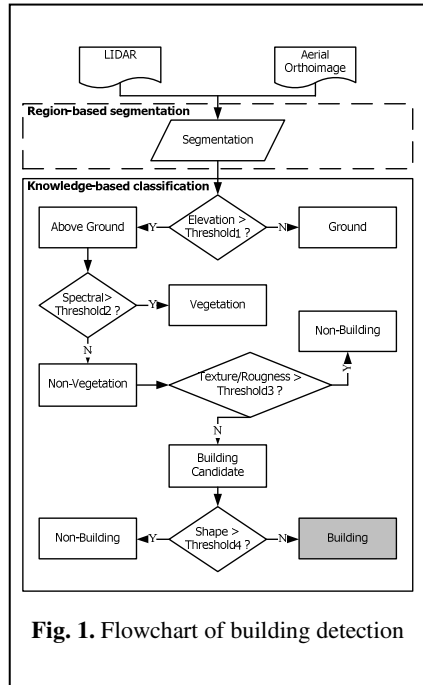 LIDAR
Aerial
Orthoimage
Region-based segmentation
Segmentation
Knowledge-based classification
Above Ground
Y
Elevation >
Threshold1 ?
N
Ground
Spectral>
Threshold2 ?
Y
Vegetation
Non-Building
N
Y
Non-Vegetation
Texture/Rougness >
Threshold3 ?
N
Building
Candidate
Non-Building
Y
Shape >
Threshold4 ?
N
Building
Fig. 1. Flowchart of building detection